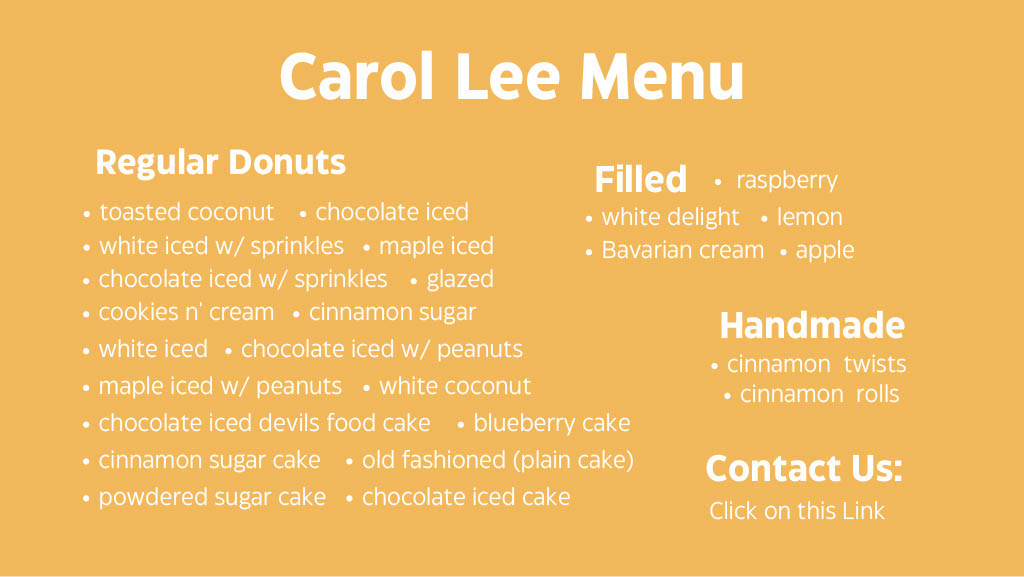 Carol Lee Menu
Regular Donuts
• toasted coconut • chocolate iced
• white iced w/ sprinkles • maple iced
• chocolate iced w/ sprinkles • glazed
• cookies n' cream • cinnamon sugar
• white iced • chocolate iced w/ peanuts
• maple iced w/ peanuts • white coconut
• chocolate iced devils food cake • blueberry cake
• cinnamon sugar cake • old fashioned (plain cake)
• powdered sugar cake • chocolate iced cake
Filled • raspberry
• white delight • lemon
• Bavarian cream • apple
Handmade
• cinnamon twists
• cinnamon rolls
Contact Us:
Click on this Link